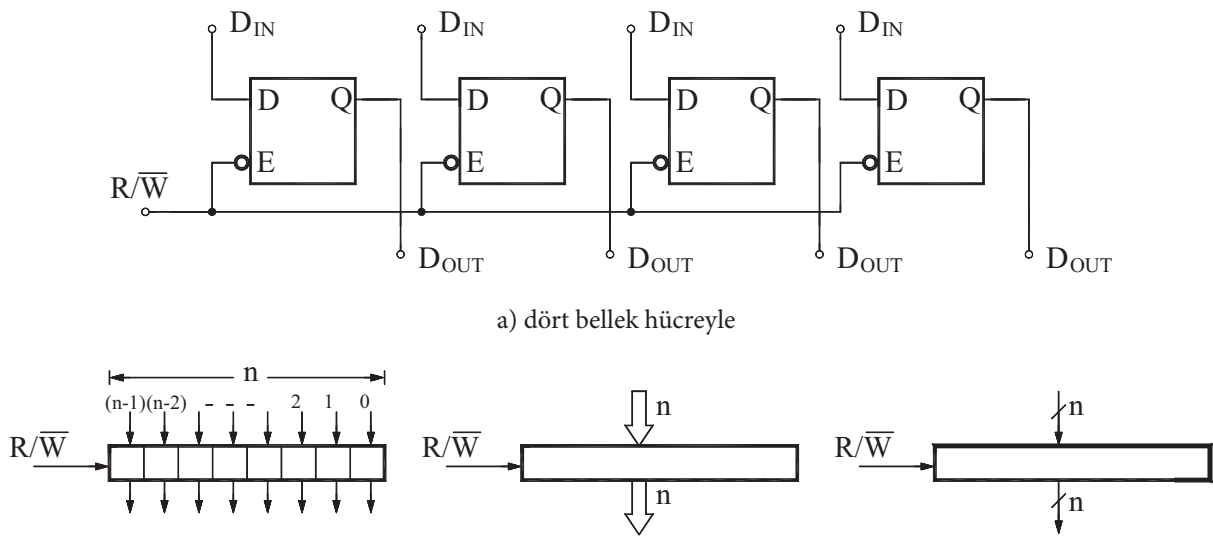 D_IN D_IN D_IN D_IN
D Q D Q D Q D Q
E E E E
R/W̅
D_OUT D_OUT D_OUT D_OUT
a) dört bellek hücreyle
n
(n-1)(n-2) - - - 2 1 0
R/W̅
n
R/W̅
n
n
R/W̅
n